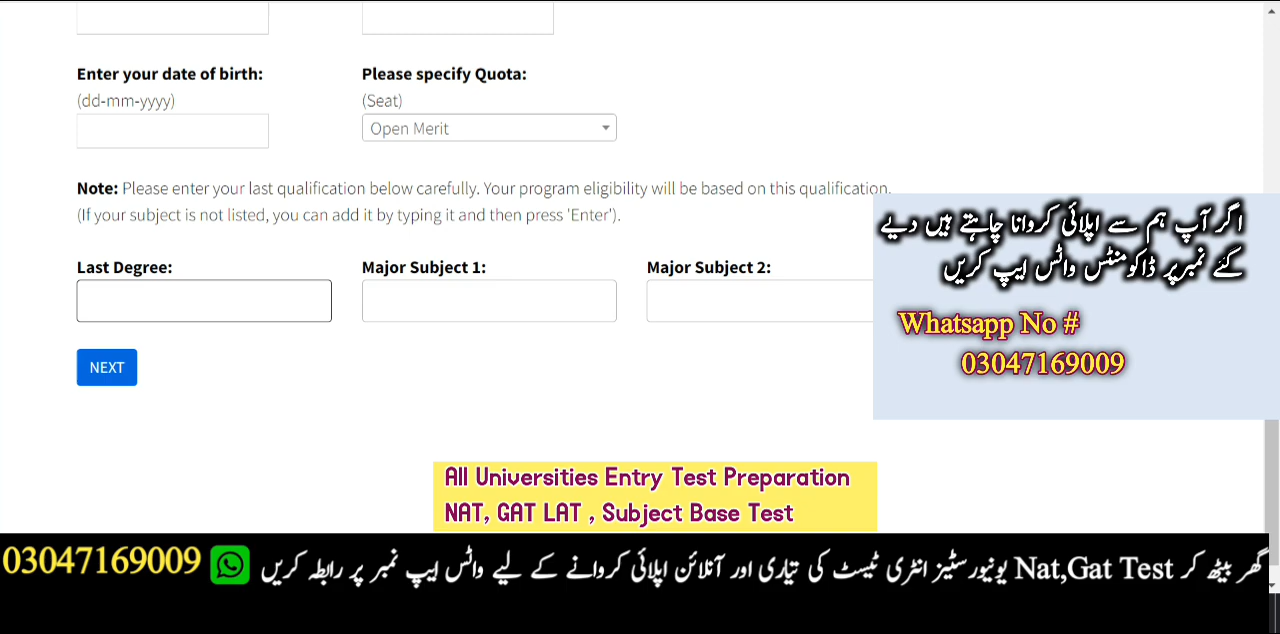 Enter your date of birth:
Please specify Quota:
(dd-mm-yyyy)
(Seat)
Open Merit
Note: Please enter your last qualification below carefully. Your program eligibility will be based on this qualification.
(If your subject is not listed, you can add it by typing it and then press 'Enter').
Last Degree:
Major Subject 1:
Major Subject 2:
NEXT
اگر آپ ہم سے اپلائی کروانا چاہتے ہیں دیے
گئے نمبر پر ڈاکومنٹس واٹس ایپ کریں
Whatsapp No #
03047169009
All Universities Entry Test Preparation
NAT, GAT LAT , Subject Base Test
گھر بیٹھ کر Nat,Gat Test یونیورسٹیز انٹری ٹیسٹ کی تیاری اور آنلائن اپلائی کروانے کے لیے واٹس ایپ نمبر پر رابطہ کریں 03047169009